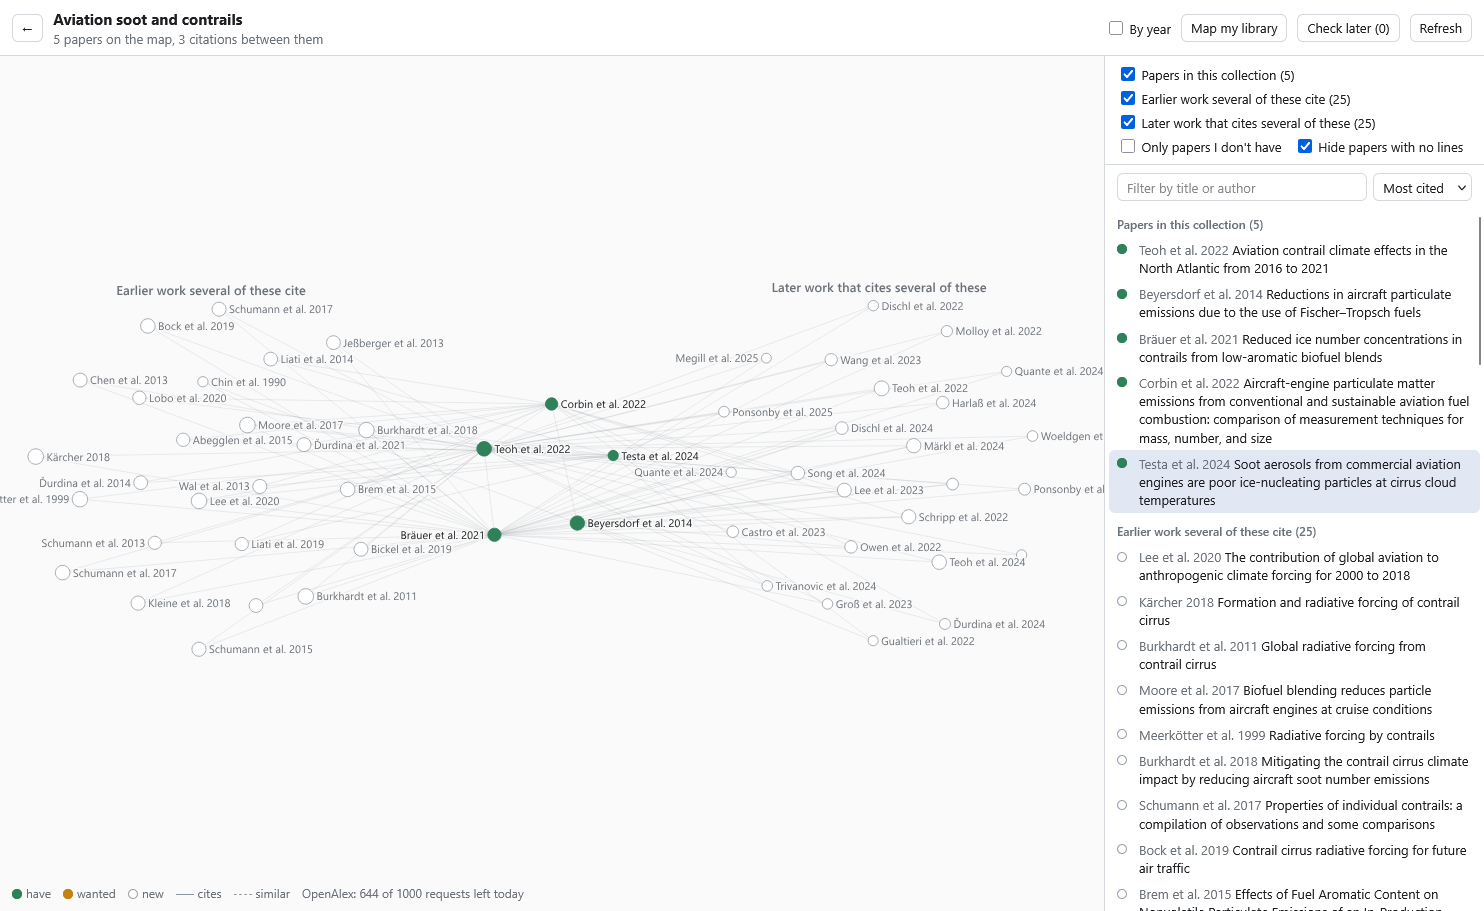 ←
Aviation soot and contrails
5 papers on the map, 3 citations between them
By year
Map my library
Check later (0)
Refresh
Earlier work several of these cite
Schumann et al. 2017
Bock et al. 2019
Jeßberger et al. 2013
Liati et al. 2014
Chen et al. 2013
Chin et al. 1990
Lobo et al. 2020
Moore et al. 2017
Burkhardt et al. 2018
Abegglen et al. 2015
Ďurdina et al. 2021
Kärcher 2018
Ďurdina et al. 2014
Wal et al. 2013
tter et al. 1999
Lee et al. 2020
Brem et al. 2015
Schumann et al. 2013
Liati et al. 2019
Bickel et al. 2019
Schumann et al. 2017
Kleine et al. 2018
Burkhardt et al. 2011
Schumann et al. 2015
Corbin et al. 2022
Teoh et al. 2022
Testa et al. 2024
Beyersdorf et al. 2014
Bräuer et al. 2021
Later work that cites several of these
Dischl et al. 2022
Molloy et al. 2022
Megill et al. 2025
Wang et al. 2023
Quante et al. 2024
Teoh et al. 2022
Harlaß et al. 2024
Ponsonby et al. 2025
Dischl et al. 2024
Woeldgen et
Märkl et al. 2024
Quante et al. 2024
Song et al. 2024
Lee et al. 2023
Ponsonby et al
Schripp et al. 2022
Castro et al. 2023
Owen et al. 2022
Teoh et al. 2024
Trivanovic et al. 2024
Groß et al. 2023
Ďurdina et al. 2024
Gualtieri et al. 2022
have
wanted
new
cites
similar
OpenAlex: 644 of 1000 requests left today
Papers in this collection (5)
Earlier work several of these cite (25)
Later work that cites several of these (25)
Only papers I don't have
Hide papers with no lines
Filter by title or author
Most cited
Papers in this collection (5)
Teoh et al. 2022 Aviation contrail climate effects in the
North Atlantic from 2016 to 2021
Beyersdorf et al. 2014 Reductions in aircraft particulate
emissions due to the use of Fischer–Tropsch fuels
Bräuer et al. 2021 Reduced ice number concentrations in
contrails from low-aromatic biofuel blends
Corbin et al. 2022 Aircraft-engine particulate matter
emissions from conventional and sustainable aviation fuel
combustion: comparison of measurement techniques for
mass, number, and size
Testa et al. 2024 Soot aerosols from commercial aviation
engines are poor ice-nucleating particles at cirrus cloud
temperatures
Earlier work several of these cite (25)
Lee et al. 2020 The contribution of global aviation to
anthropogenic climate forcing for 2000 to 2018
Kärcher 2018 Formation and radiative forcing of contrail
cirrus
Burkhardt et al. 2011 Global radiative forcing from
contrail cirrus
Moore et al. 2017 Biofuel blending reduces particle
emissions from aircraft engines at cruise conditions
Meerkötter et al. 1999 Radiative forcing by contrails
Burkhardt et al. 2018 Mitigating the contrail cirrus climate
impact by reducing aircraft soot number emissions
Schumann et al. 2017 Properties of individual contrails: a
compilation of observations and some comparisons
Bock et al. 2019 Contrail cirrus radiative forcing for future
air traffic
Brem et al. 2015 Effects of Fuel Aromatic Content on